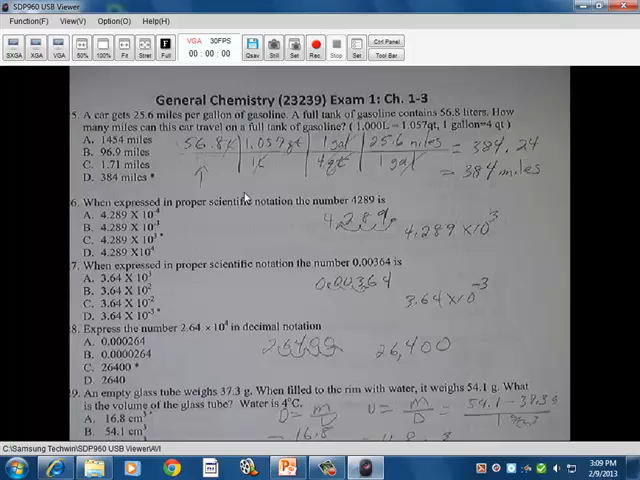 SDP960 USB Viewer
Function(F) View(V) Option(O) Help(H)
VGA 30FPS
00 : 00 : 00
SXGA XGA SVGA VGA 50% 100% Fit Stret Full Qsav Still Set Rec Stop Set
Ctrl Panel
Tool Bar
General Chemistry (23239) Exam 1: Ch. 1-3
5. A car gets 25.6 miles per gallon of gasoline. A full tank of gasoline contains 56.8 liters. How
many miles can this car travel on a full tank of gasoline? ( 1.000L = 1.057qt, 1 gallon=4 qt )
A. 1454 miles
B. 96.9 miles
C. 1.71 miles
D. 384 miles *
56.8L 1.057qt 1gal 25.6 miles = 384.24
1L 4qt 1gal = 384 miles
6. When expressed in proper scientific notation the number 4289 is
A. 4.289 X 10⁻⁴
B. 4.289 X 10⁻³
C. 4.289 X 10³ *
D. 4.289 X 10⁴
4.289. 4.289 x 10³
7. When expressed in proper scientific notation the number 0.00364 is
A. 3.64 X 10³
B. 3.64 X 10²
C. 3.64 X 10⁻²
D. 3.64 X 10⁻³ *
0.00364
3.64 x 10⁻³
8. Express the number 2.64 × 10⁴ in decimal notation
A. 0.000264
B. 0.0000264
C. 26400 *
D. 2640
26,400
29. An empty glass tube weighs 37.3 g. When filled to the rim with water, it weighs 54.1 g. What
is the volume of the glass tube? Water is 4°C.
A. 16.8 cm³ *
B. 54.1 cm³
C:\Samsung Techwin\SDP960 USB Viewer\AVI
3:09 PM
2/9/2013